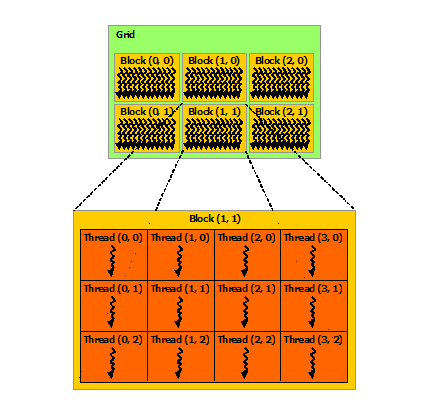 Grid
Block (0, 0) Block (1, 0) Block (2, 0)
Block (0, 1) Block (1, 1) Block (2, 1)
Block (1, 1)
Thread (0, 0) Thread (1, 0) Thread (2, 0) Thread (3, 0)
Thread (0, 1) Thread (1, 1) Thread (2, 1) Thread (3, 1)
Thread (0, 2) Thread (1, 2) Thread (2, 2) Thread (3, 2)